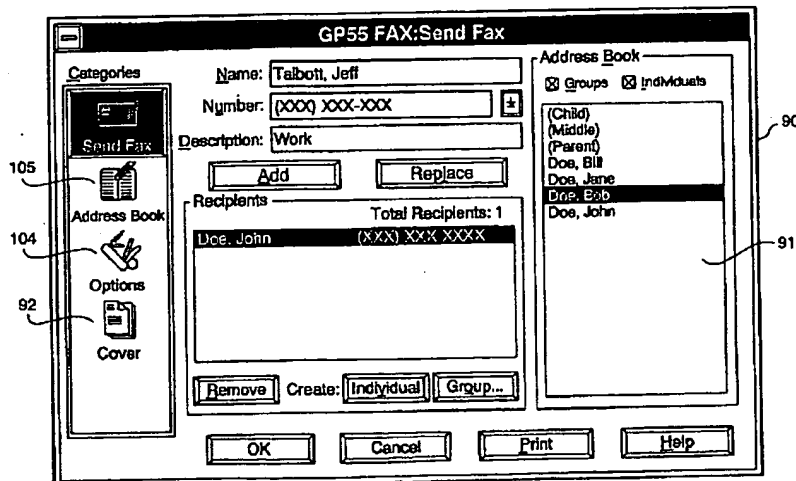 GP55 FAX:Send Fax
Categories
Send Fax
Address Book
Options
Cover
Name: Talbott, Jeff
Number: (XXX) XXX-XXX
Description: Work
Add Replace
Recipients
Total Recipients: 1
Doe, John (XXX) XXX XXXX
Remove Create: Individual Group...
Address Book
Groups Individuals
(Child)
(Middle)
(Parent)
Doe, Bill
Doe, Jane
Doe, Bob
Doe, John
OK Cancel Print Help
105
104
92
90
91